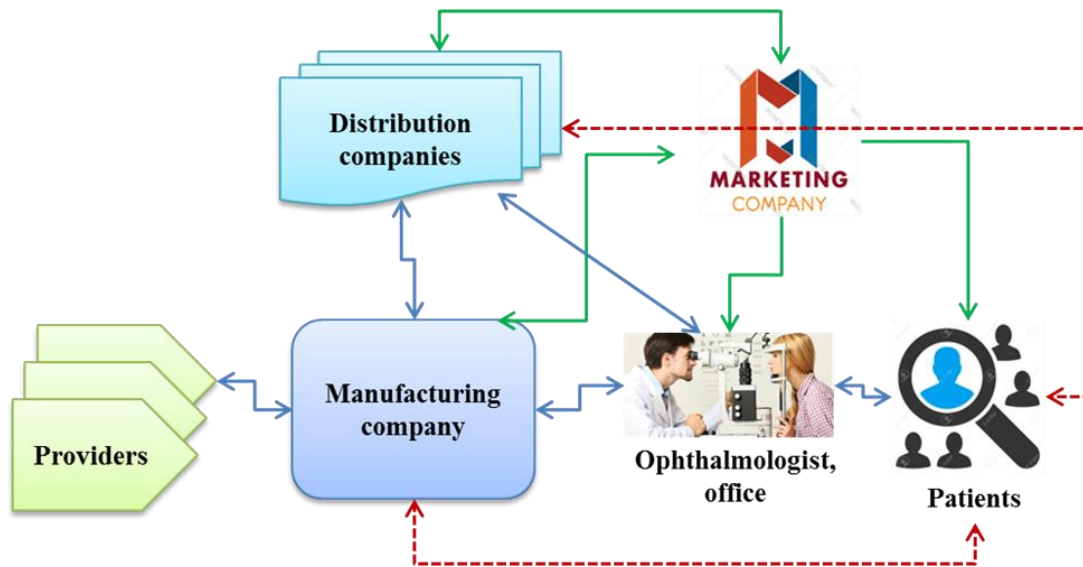 Distribution
companies
MARKETING
COMPANY
Manufacturing
company
Providers
Ophthalmologist,
office
Patients